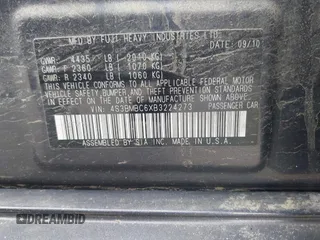 MFD. BY FUJI HEAVY INDUSTRIES LTD.
DATE 09/10
GVWR: 4435 LB ( 2010 KG)
GAWR: F 2360 LB ( 1070 KG)
GAWR: R 2340 LB ( 1060 KG)
THIS VEHICLE CONFORMS TO ALL APPLICABLE FEDERAL MOTOR
VEHICLE SAFETY, BUMPER, AND THEFT PREVENTION STANDARDS
IN EFFECT ON THE DATE OF MANUFACTURE SHOWN ABOVE.
VIN: 4S3BMBC6XB3224273 PASSENGER CAR
ASSEMBLED BY SIA INC. MADE IN U.S.A.
DREAMBID